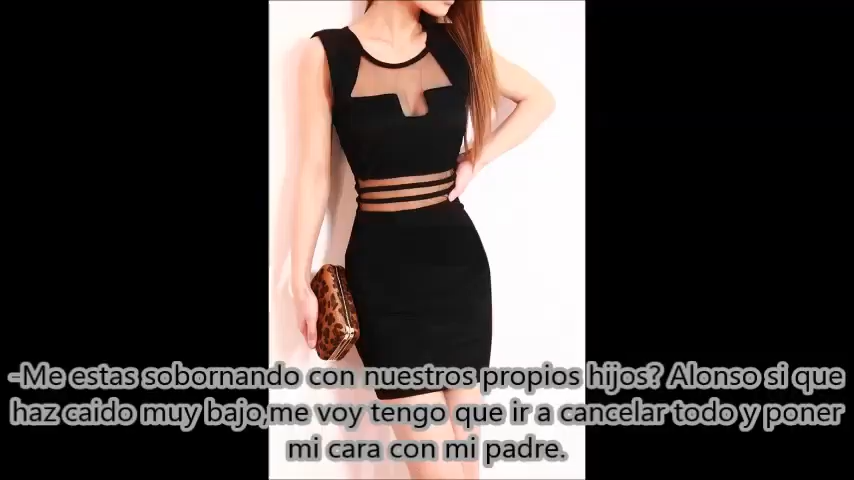 -Me estas sobornando con nuestros propios hijos? Alonso si que
haz caido muy bajo,me voy tengo que ir a cancelar todo y poner
mi cara con mi padre.